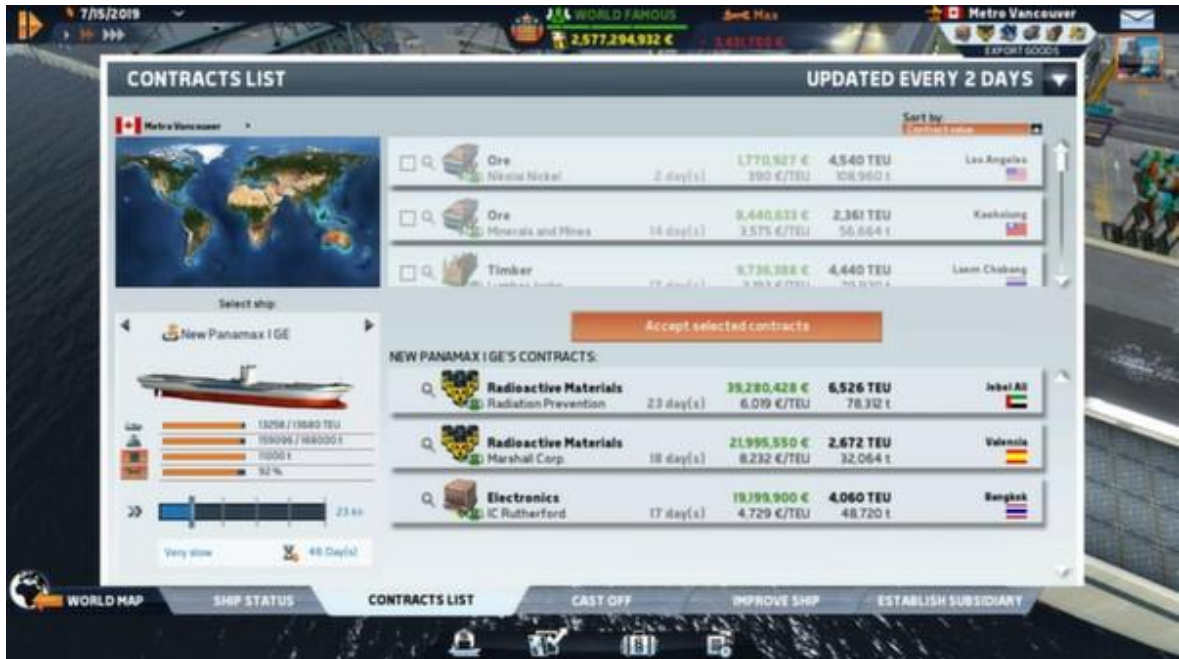 7/15/2019
WORLD FAMOUS
2,577,294,932 €
Metro Vancouver
EXPORT GOODS
CONTRACTS LIST
UPDATED EVERY 2 DAYS
Metro Vancouver
Sort by:
Contract value
Ore 1,770,927 € 4,540 TEU Los Angeles
Nikolai Nickel 2 day(s) 390 €/TEU 108,960 t
Ore 8,440,633 € 2,361 TEU Kaohsiung
Minerals and Mines 14 day(s) 3,575 €/TEU 56,664 t
Timber 9,736,388 € 4,440 TEU Laem Chabang
Select ship:
New Panamax I GE
Accept selected contracts
NEW PANAMAX I GE'S CONTRACTS:
Radioactive Materials 39,280,428 € 6,526 TEU Jebel Ali
Radiation Prevention 23 day(s) 6,019 €/TEU 78,312 t
Radioactive Materials 21,995,550 € 2,672 TEU Valencia
Marshall Corp. 18 day(s) 8,232 €/TEU 32,064 t
Electronics 19,199,900 € 4,060 TEU Bangkok
IC Rutherford 17 day(s) 4,729 €/TEU 48,720 t
13258 / 13680 TEU
159096 / 168000 t
11000 t
92 %
23 kn
Very slow 46 Day(s)
WORLD MAP
SHIP STATUS
CONTRACTS LIST
CAST OFF
IMPROVE SHIP
ESTABLISH SUBSIDIARY